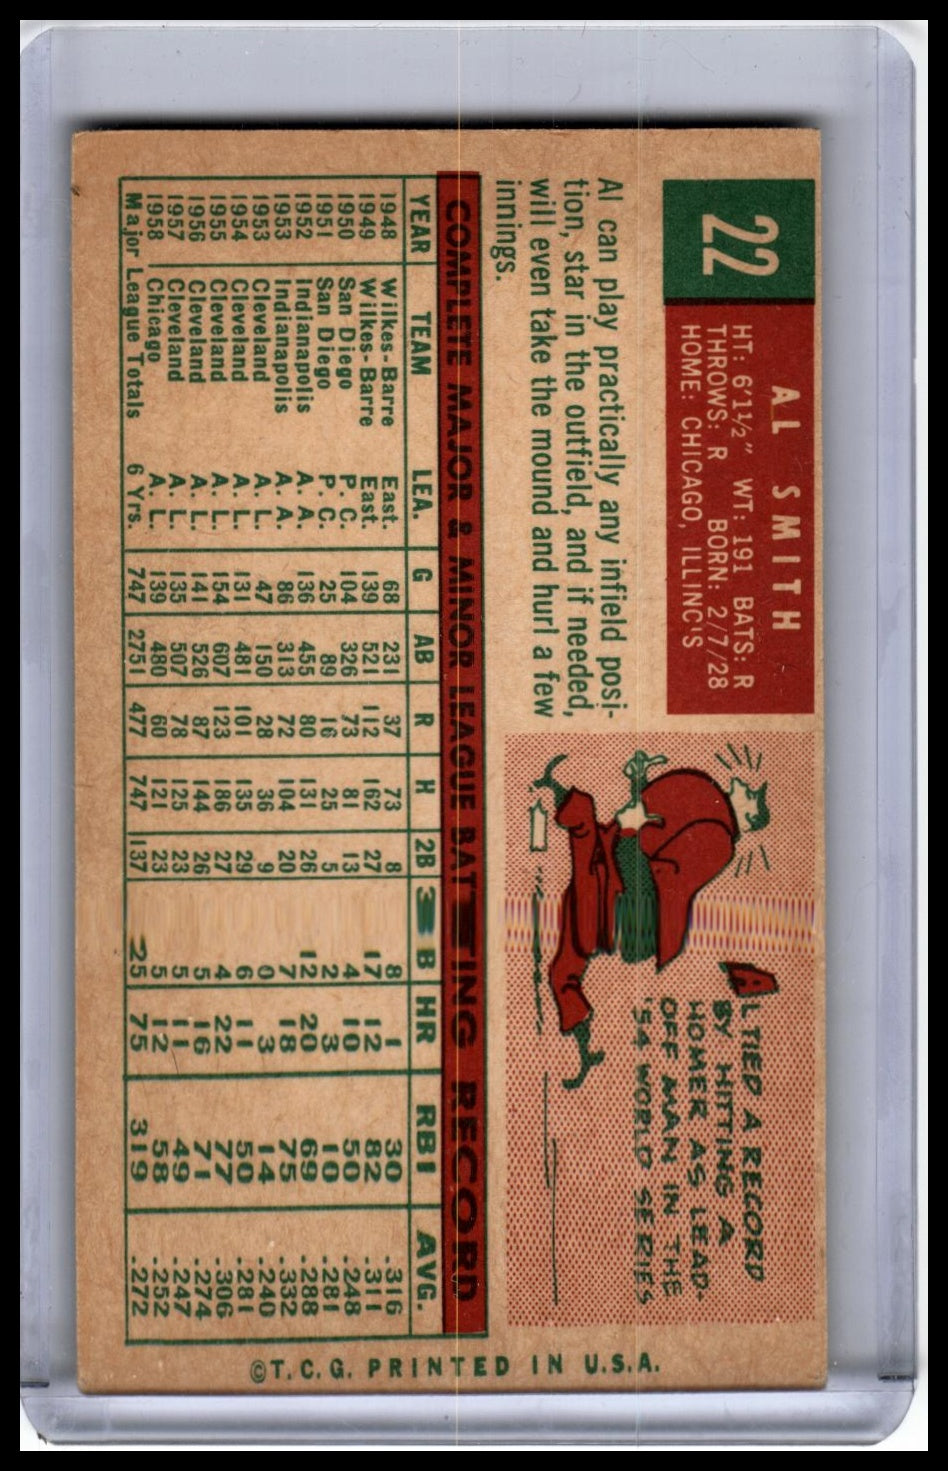 22
AL SMITH
HT: 6'1½" WT: 191 BATS: R
THROWS: R BORN: 2/7/28
HOME: CHICAGO, ILLINOIS
Al can play practically any infield posi-
tion, star in the outfield, and if needed,
will even take the mound and hurl a few
innings.
AL TIED A RECORD
BY HITTING A
HOMER AS LEAD-
OFF MAN IN THE
'54 WORLD SERIES
COMPLETE MAJOR & MINOR LEAGUE BATTING RECORD
YEAR TEAM LEA. G AB R H 2B 3B HR RBI AVG.
1948 Wilkes-Barre East. 68 231 37 73 8 8 1 30 .316
1949 Wilkes-Barre East. 139 521 112 162 27 17 12 82 .311
1950 San Diego P. C. 104 326 73 81 13 4 10 50 .248
1951 San Diego P. C. 25 89 16 25 5 2 3 10 .281
1952 Indianapolis A. A. 136 455 80 131 26 12 20 69 .288
1953 Indianapolis A. A. 86 313 72 104 20 7 18 75 .332
1953 Cleveland A. L. 47 150 28 36 9 0 3 14 .240
1954 Cleveland A. L. 131 481 101 135 29 6 11 50 .281
1955 Cleveland A. L. 154 607 123 186 27 4 22 77 .306
1956 Cleveland A. L. 141 526 87 144 26 5 16 71 .274
1957 Cleveland A. L. 135 507 78 125 23 5 11 49 .247
1958 Chicago A. L. 139 480 60 121 23 5 12 58 .252
Major League Totals 6 Yrs. 747 2751 477 747 137 25 75 319 .272
©T.C.G. PRINTED IN U.S.A.